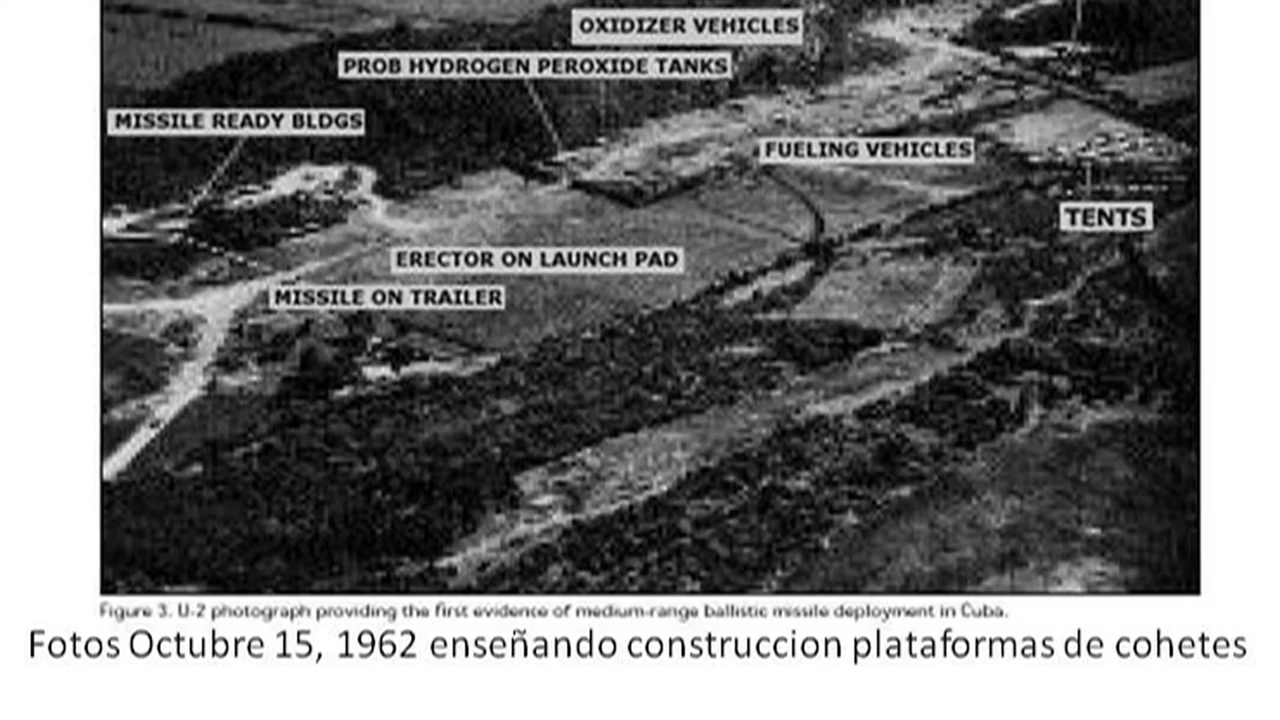 OXIDIZER VEHICLES
PROB HYDROGEN PEROXIDE TANKS
MISSILE READY BLDGS
FUELING VEHICLES
TENTS
ERECTOR ON LAUNCH PAD
MISSILE ON TRAILER
Figure 3. U-2 photograph providing the first evidence of medium-range ballistic missile deployment in Cuba.
Fotos Octubre 15, 1962 enseñando construccion plataformas de cohetes